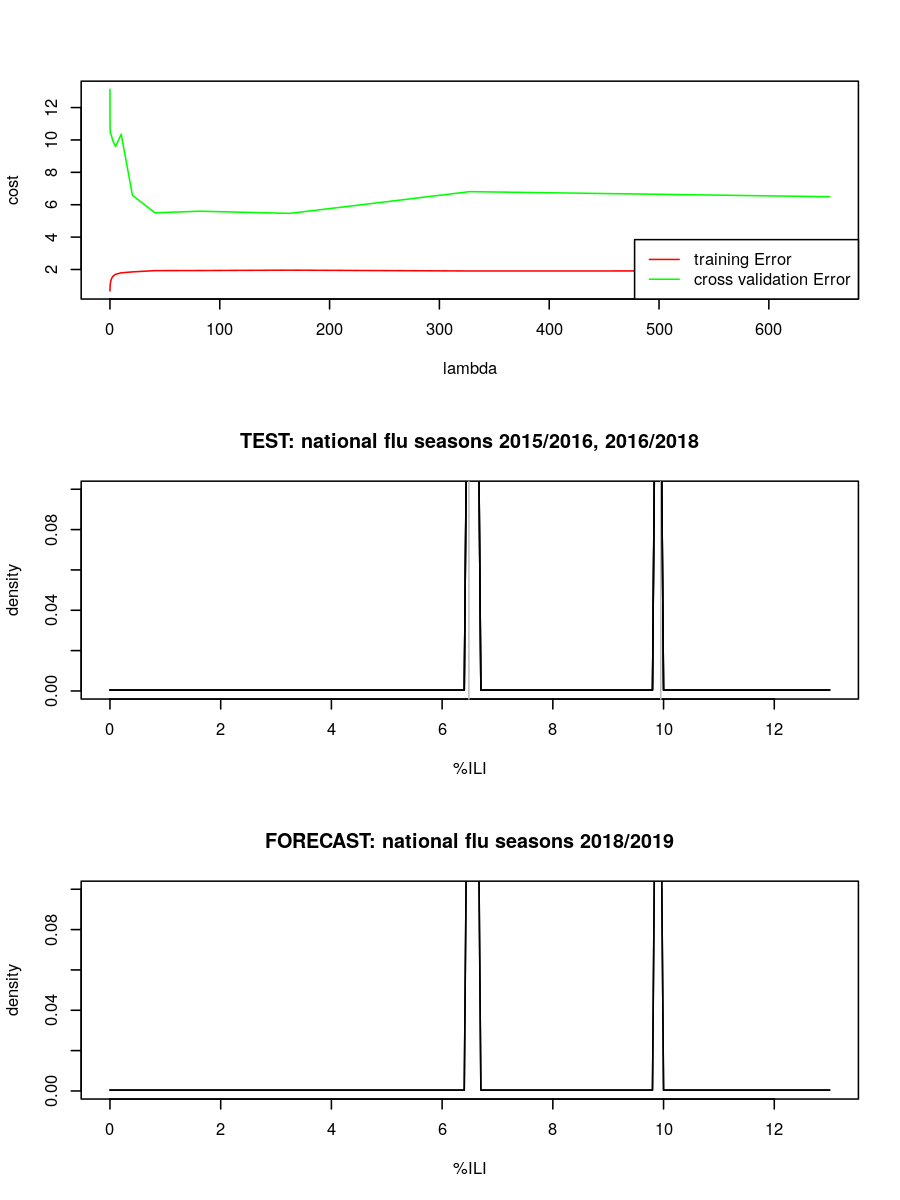 cost
12
10
8
6
4
2
training Error
cross validation Error
0 100 200 300 400 500 600
lambda
TEST: national flu seasons 2015/2016, 2016/2018
density
0.08
0.04
0.00
0 2 4 6 8 10 12
%ILI
FORECAST: national flu seasons 2018/2019
density
0.08
0.04
0.00
0 2 4 6 8 10 12
%ILI